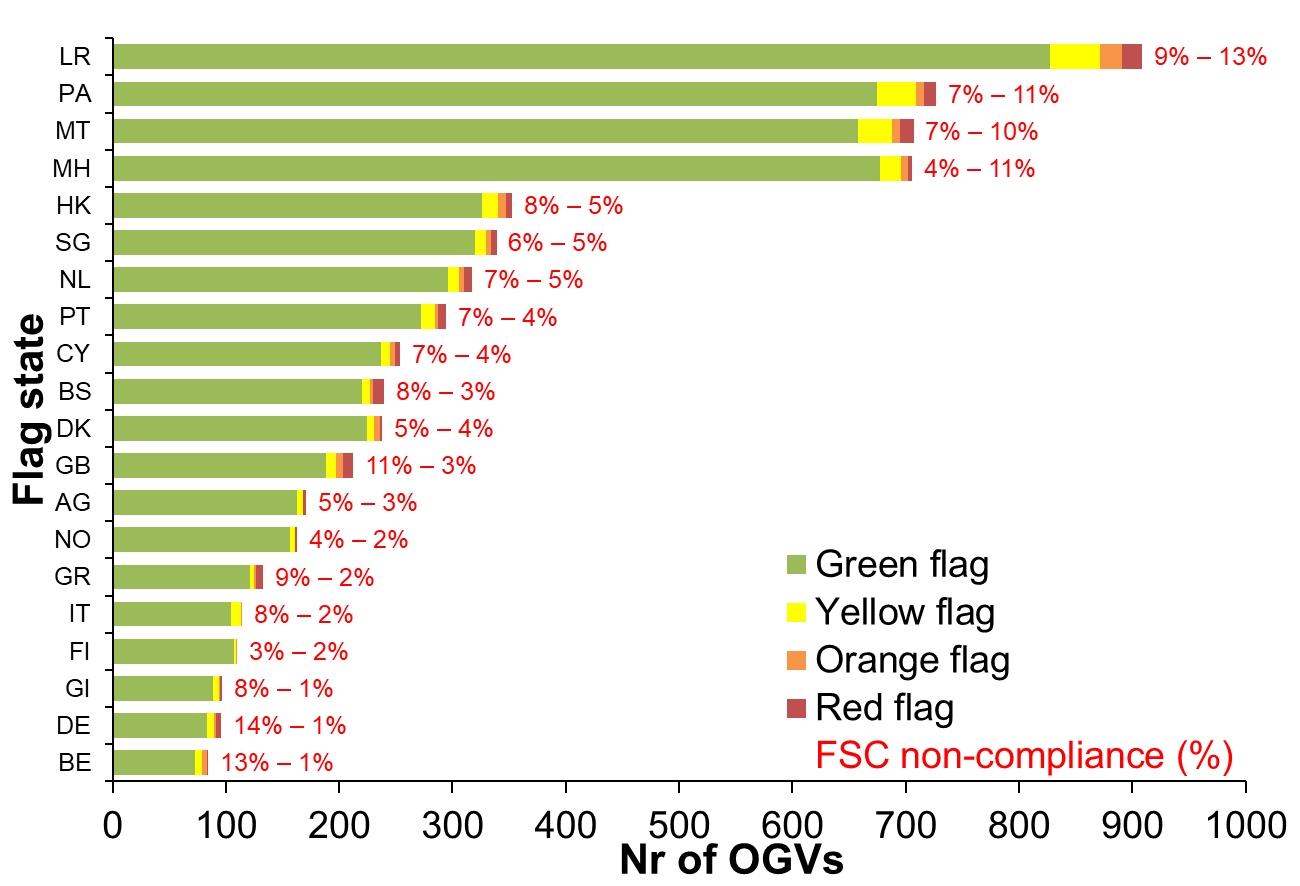 LR 9% – 13%
PA 7% – 11%
MT 7% – 10%
MH 4% – 11%
HK 8% – 5%
SG 6% – 5%
NL 7% – 5%
PT 7% – 4%
CY 7% – 4%
BS 8% – 3%
DK 5% – 4%
GB 11% – 3%
AG 5% – 3%
NO 4% – 2%
GR 9% – 2%
IT 8% – 2%
FI 3% – 2%
GI 8% – 1%
DE 14% – 1%
BE 13% – 1%
Flag state
Green flag
Yellow flag
Orange flag
Red flag
FSC non-compliance (%)
0 100 200 300 400 500 600 700 800 900 1000
Nr of OGVs